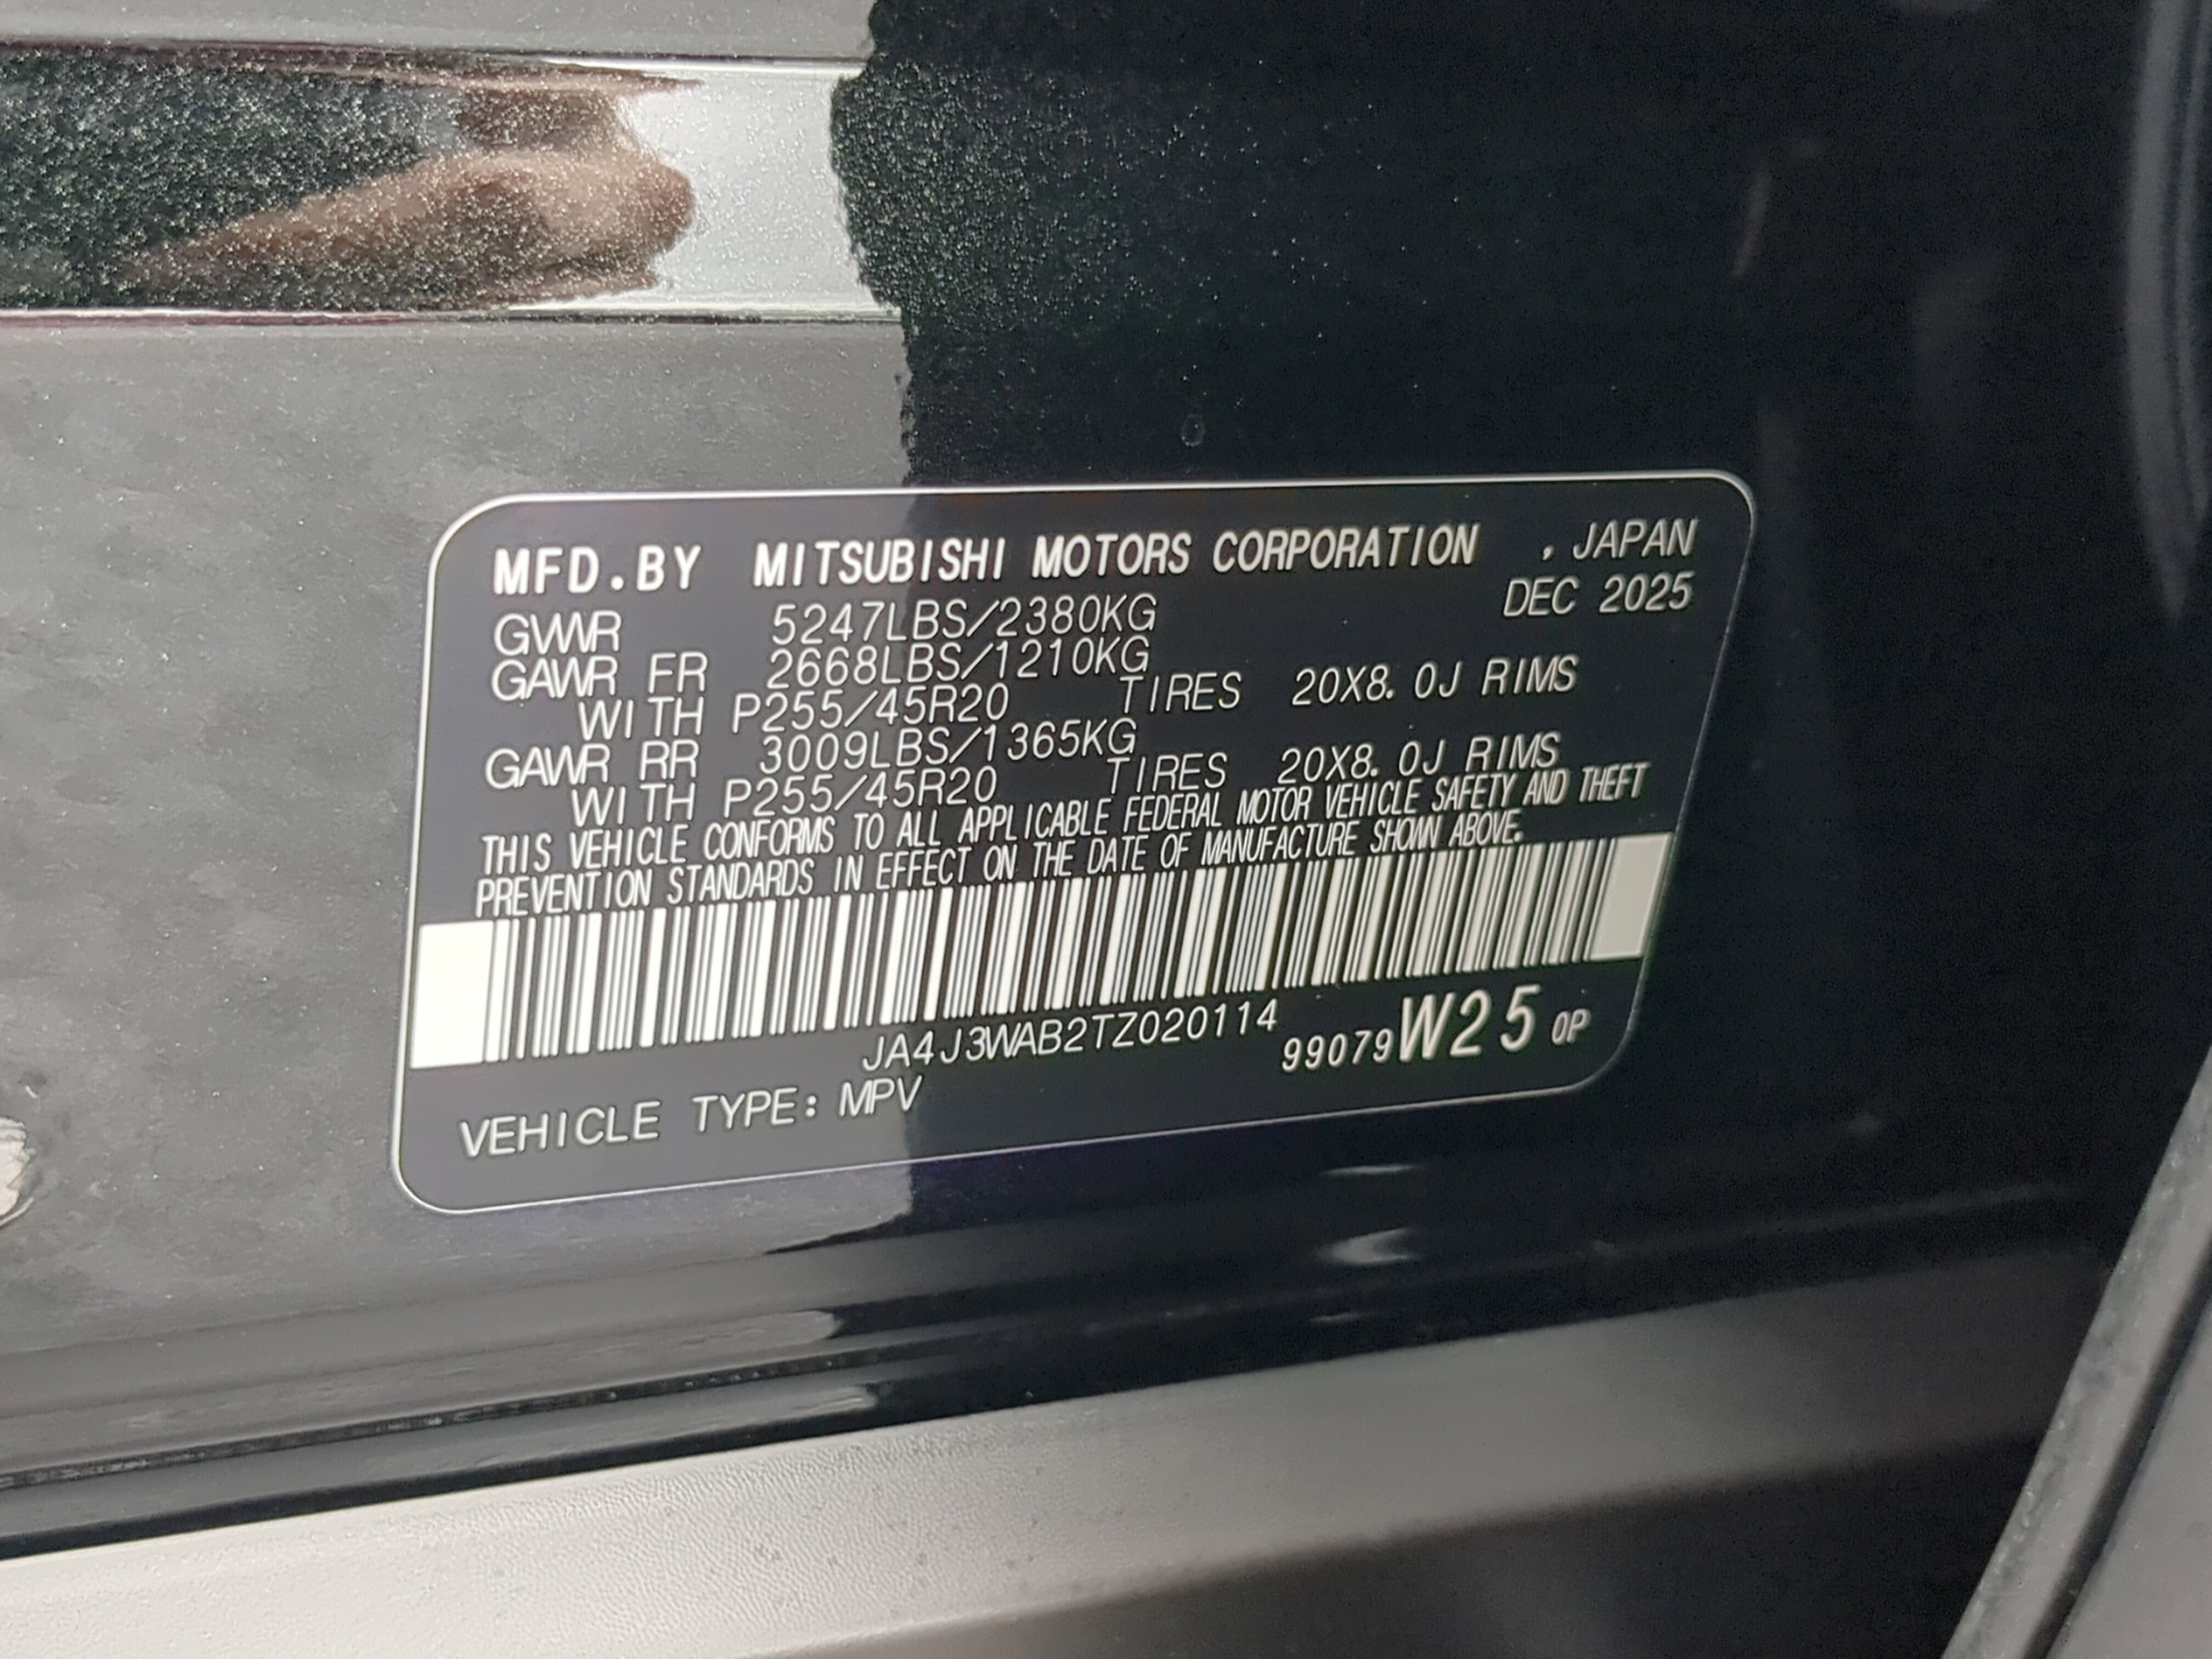 MFD.BY MITSUBISHI MOTORS CORPORATION , JAPAN
DEC 2025
GVWR 5247LBS/2380KG
GAWR FR 2668LBS/1210KG
WITH P255/45R20 TIRES 20X8.0J RIMS
GAWR RR 3009LBS/1365KG
WITH P255/45R20 TIRES 20X8.0J RIMS
THIS VEHICLE CONFORMS TO ALL APPLICABLE FEDERAL MOTOR VEHICLE SAFETY AND THEFT
PREVENTION STANDARDS IN EFFECT ON THE DATE OF MANUFACTURE SHOWN ABOVE.
JA4J3WAB2TZ020114
99079W25 0P
VEHICLE TYPE: MPV